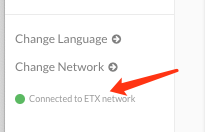 Change Language
Change Network
Connected to ETX network